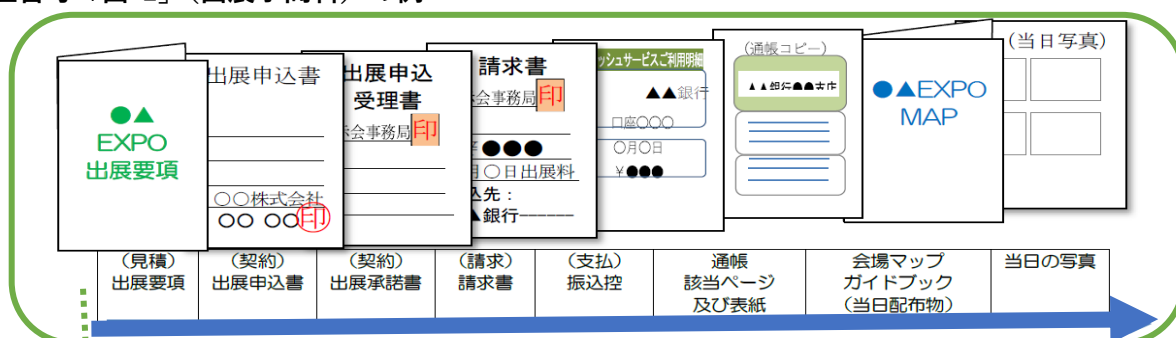 ●▲
EXPO
出展要項
出展申込書
○○株式会社
○○ ○○印
出展申込
受理書
会事務局印
請求書
会事務局印
●●●
月○日出展料
込先：
▲銀行------
ッシュサービスご利用明細
▲▲銀行
口座○○○
○月○日
￥●●●
(通帳コピー)
▲▲銀行●●支店
●▲EXPO
MAP
(当日写真)
(見積)
出展要項
(契約)
出展申込書
(契約)
出展承諾書
(請求)
請求書
(支払)
振込控
通帳
該当ページ
及び表紙
会場マップ
ガイドブック
(当日配布物)
当日の写真